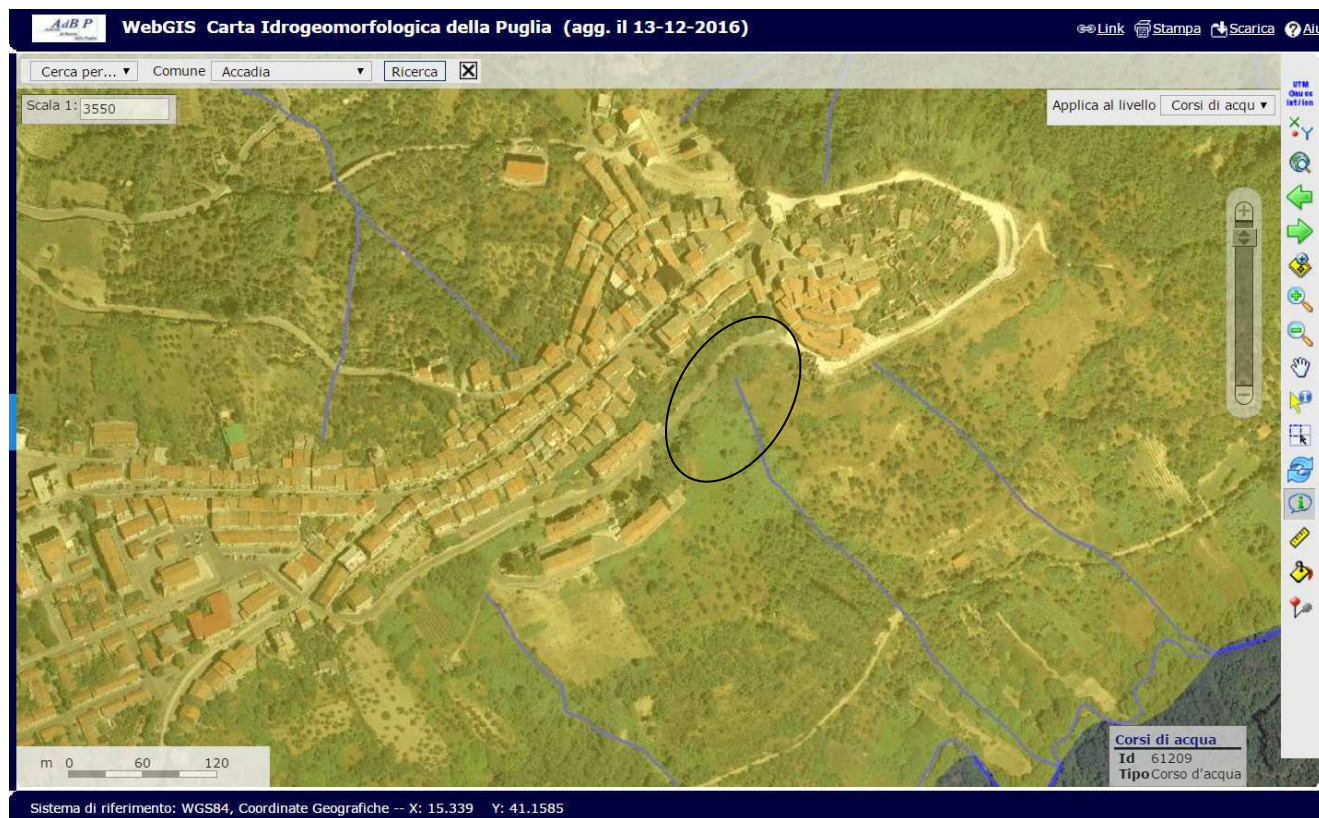 AdB P WebGIS Carta Idrogeomorfologica della Puglia (agg. il 13-12-2016) Link Stampa Scarica Aiu
Cerca per... Comune Accadia Ricerca
Scala 1: 3550
Applica al livello Corsi di acqu
UTM
X
Y
m 0 60 120
Corsi di acqua
Id 61209
Tipo Corso d'acqua
Sistema di riferimento: WGS84, Coordinate Geografiche -- X: 15.339 Y: 41.1585